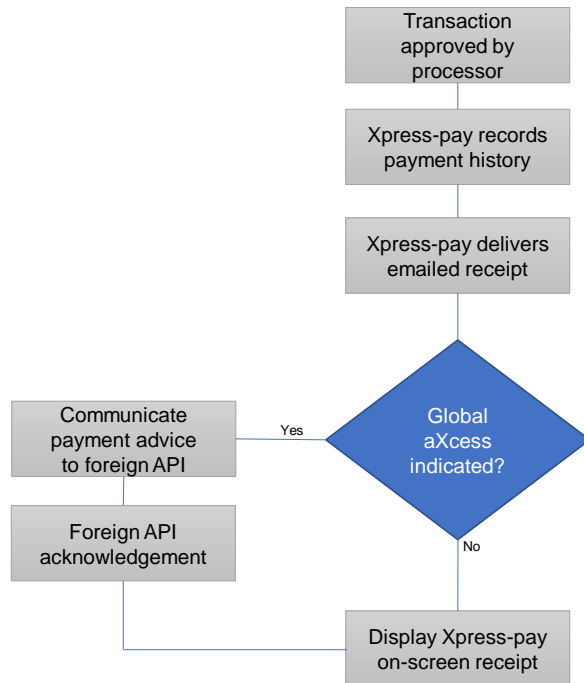 Transaction
approved by
processor
Xpress-pay records
payment history
Xpress-pay delivers
emailed receipt
Global
aXcess
indicated?
Yes
Communicate
payment advice
to foreign API
Foreign API
acknowledgement
No
Display Xpress-pay
on-screen receipt